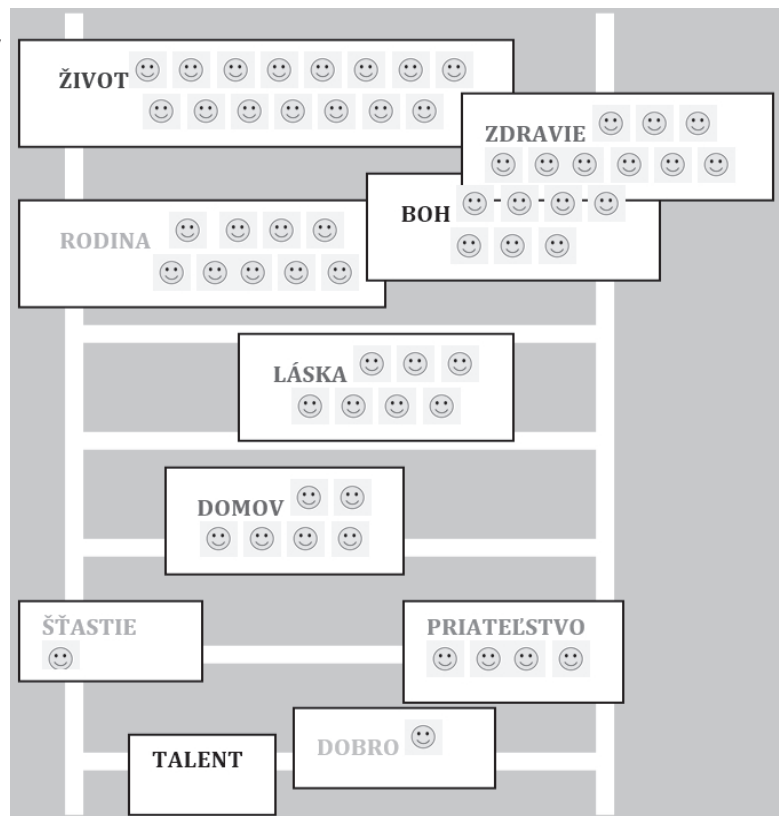 ŽIVOT
ZDRAVIE
BOH
RODINA
LÁSKA
DOMOV
ŠŤASTIE
PRIATEĽSTVO
DOBRO
TALENT